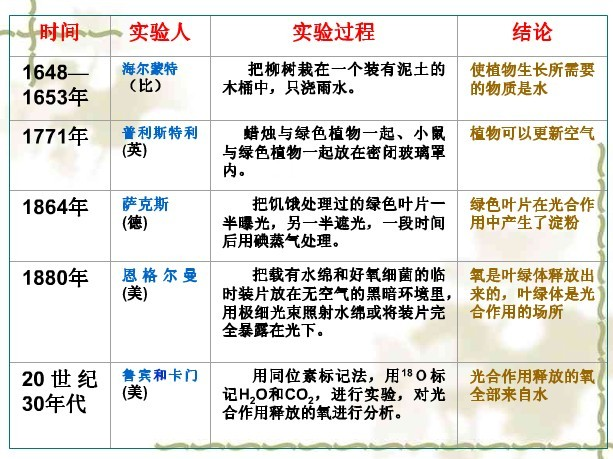 时间 实验人 实验过程 结论
1648—
1653年
海尔蒙特
（比）
把柳树栽在一个装有泥土的
木桶中，只浇雨水。
使植物生长所需要
的物质是水
1771年
普利斯特利
(英)
蜡烛与绿色植物一起、小鼠
与绿色植物一起放在密闭玻璃罩
内。
植物可以更新空气
1864年
萨克斯
(德)
把饥饿处理过的绿色叶片一
半曝光，另一半遮光，一段时间
后用碘蒸气处理。
绿色叶片在光合作
用中产生了淀粉
1880年
恩格尔曼
(美)
把载有水绵和好氧细菌的临
时装片放在无空气的黑暗环境里，
用极细光束照射水绵或将装片完
全暴露在光下。
氧是叶绿体释放出
来的，叶绿体是光
合作用的场所
20世纪
30年代
鲁宾和卡门
(美)
用同位素标记法，用¹⁸O标
记H₂O和CO₂，进行实验，对光
合作用释放的氧进行分析。
光合作用释放的氧
全部来自水